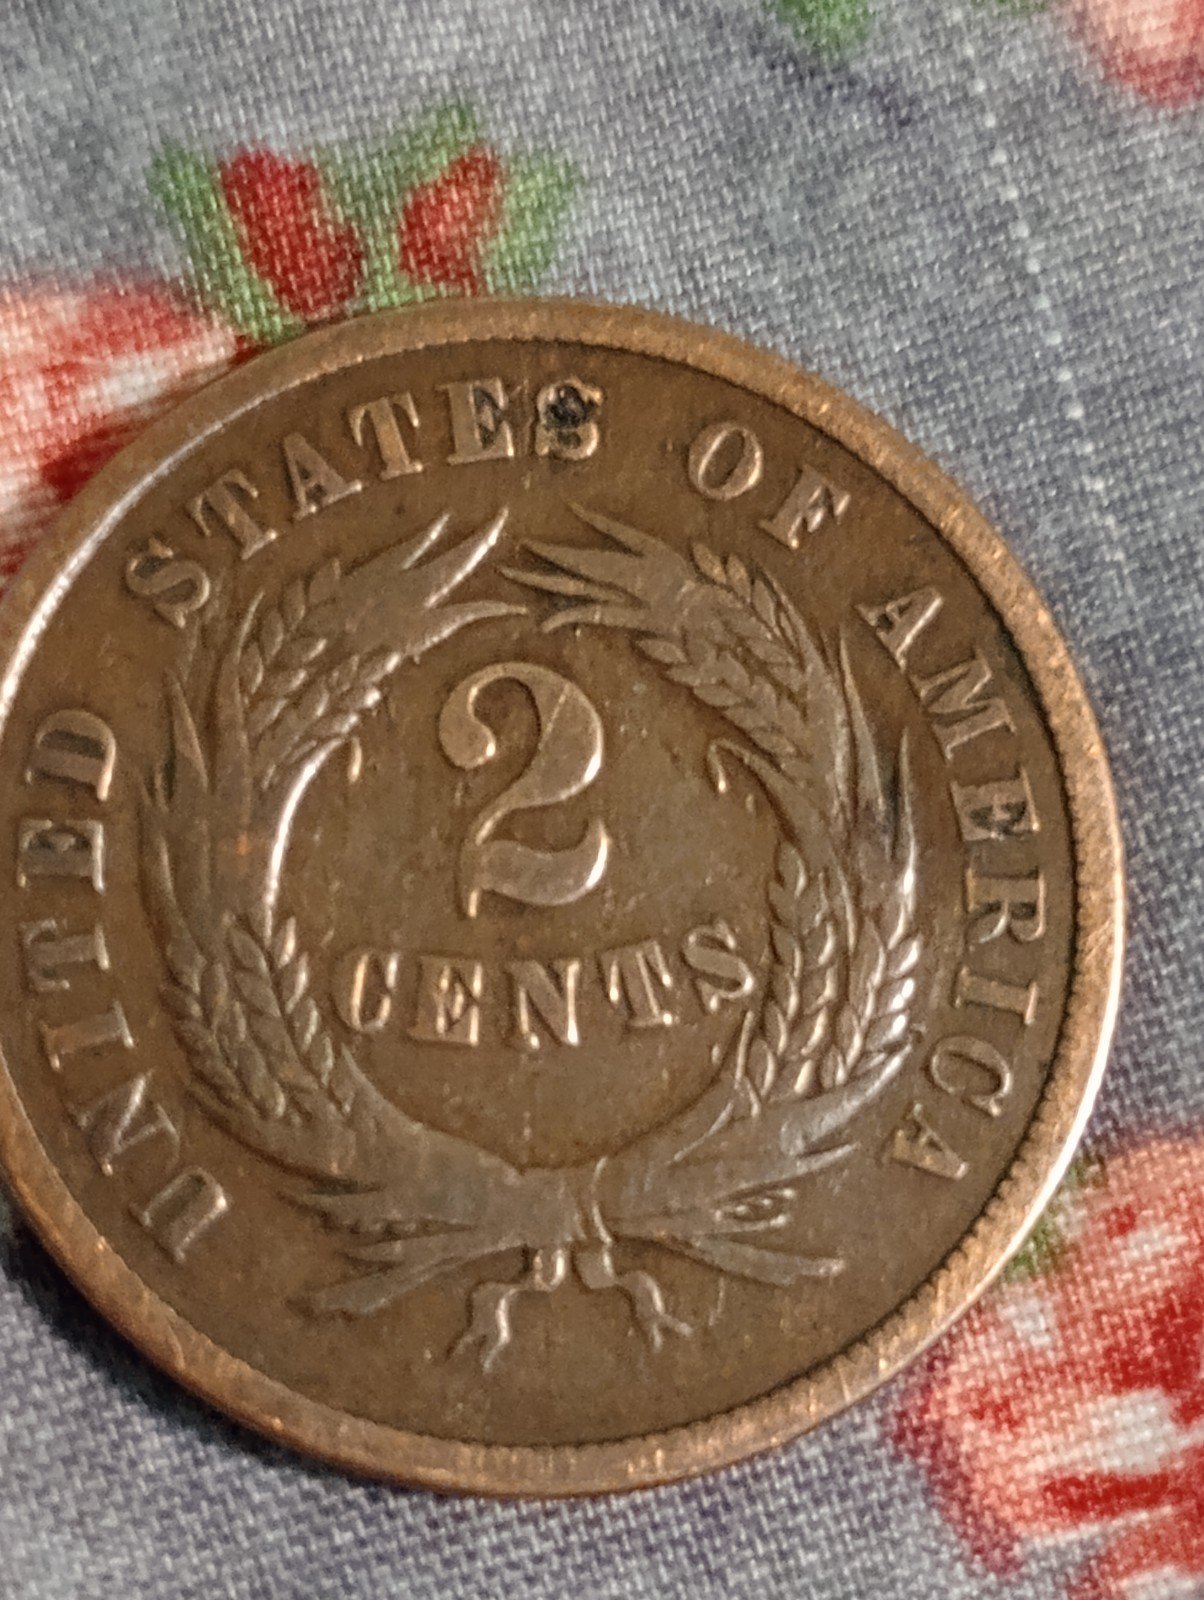 UNITED STATES OF AMERICA
2
CENTS